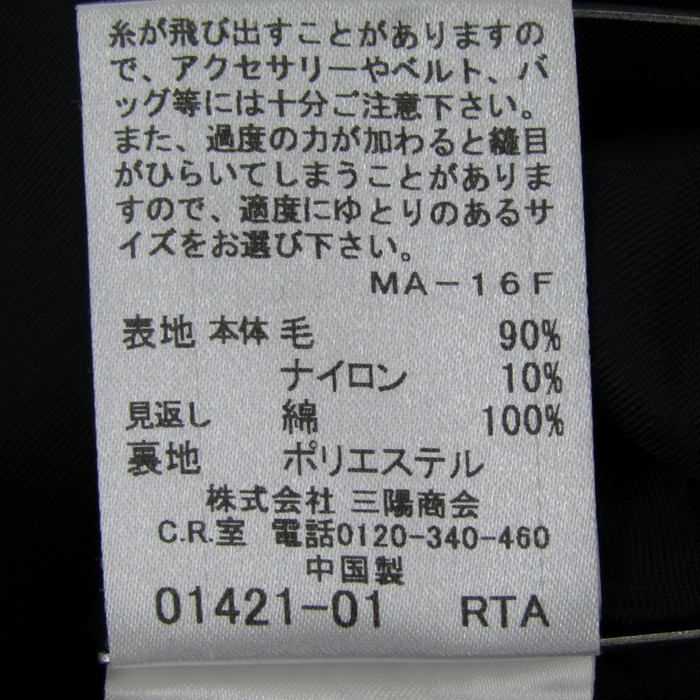 糸が飛び出すことがありますの
で、アクセサリーやベルト、バ
ッグ等には十分ご注意下さい。
また、過度の力が加わると縫目
がひらいてしまうことがありま
すので、適度にゆとりのあるサ
イズをお選び下さい。
MA－16F
表地 本体 毛 90%
ナイロン 10%
見返し 綿 100%
裏地 ポリエステル
株式会社 三陽商会
C.R.室 電話0120-340-460
中国製
01421-01 RTA